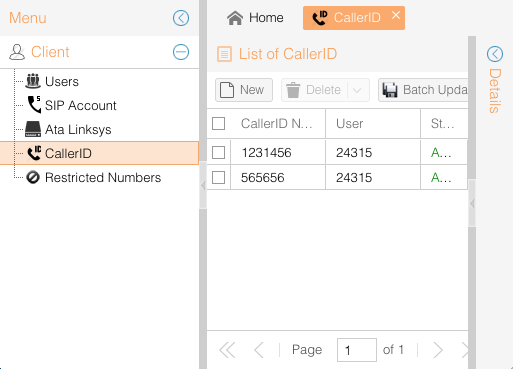 Menu
Client
Users
SIP Account
Ata Linksys
CallerID
Restricted Numbers
Home
CallerID
List of CallerID
New
Delete
Batch Upda
CallerID N... User St...
1231456 24315 A...
565656 24315 A...
Page 1 of 1
Details